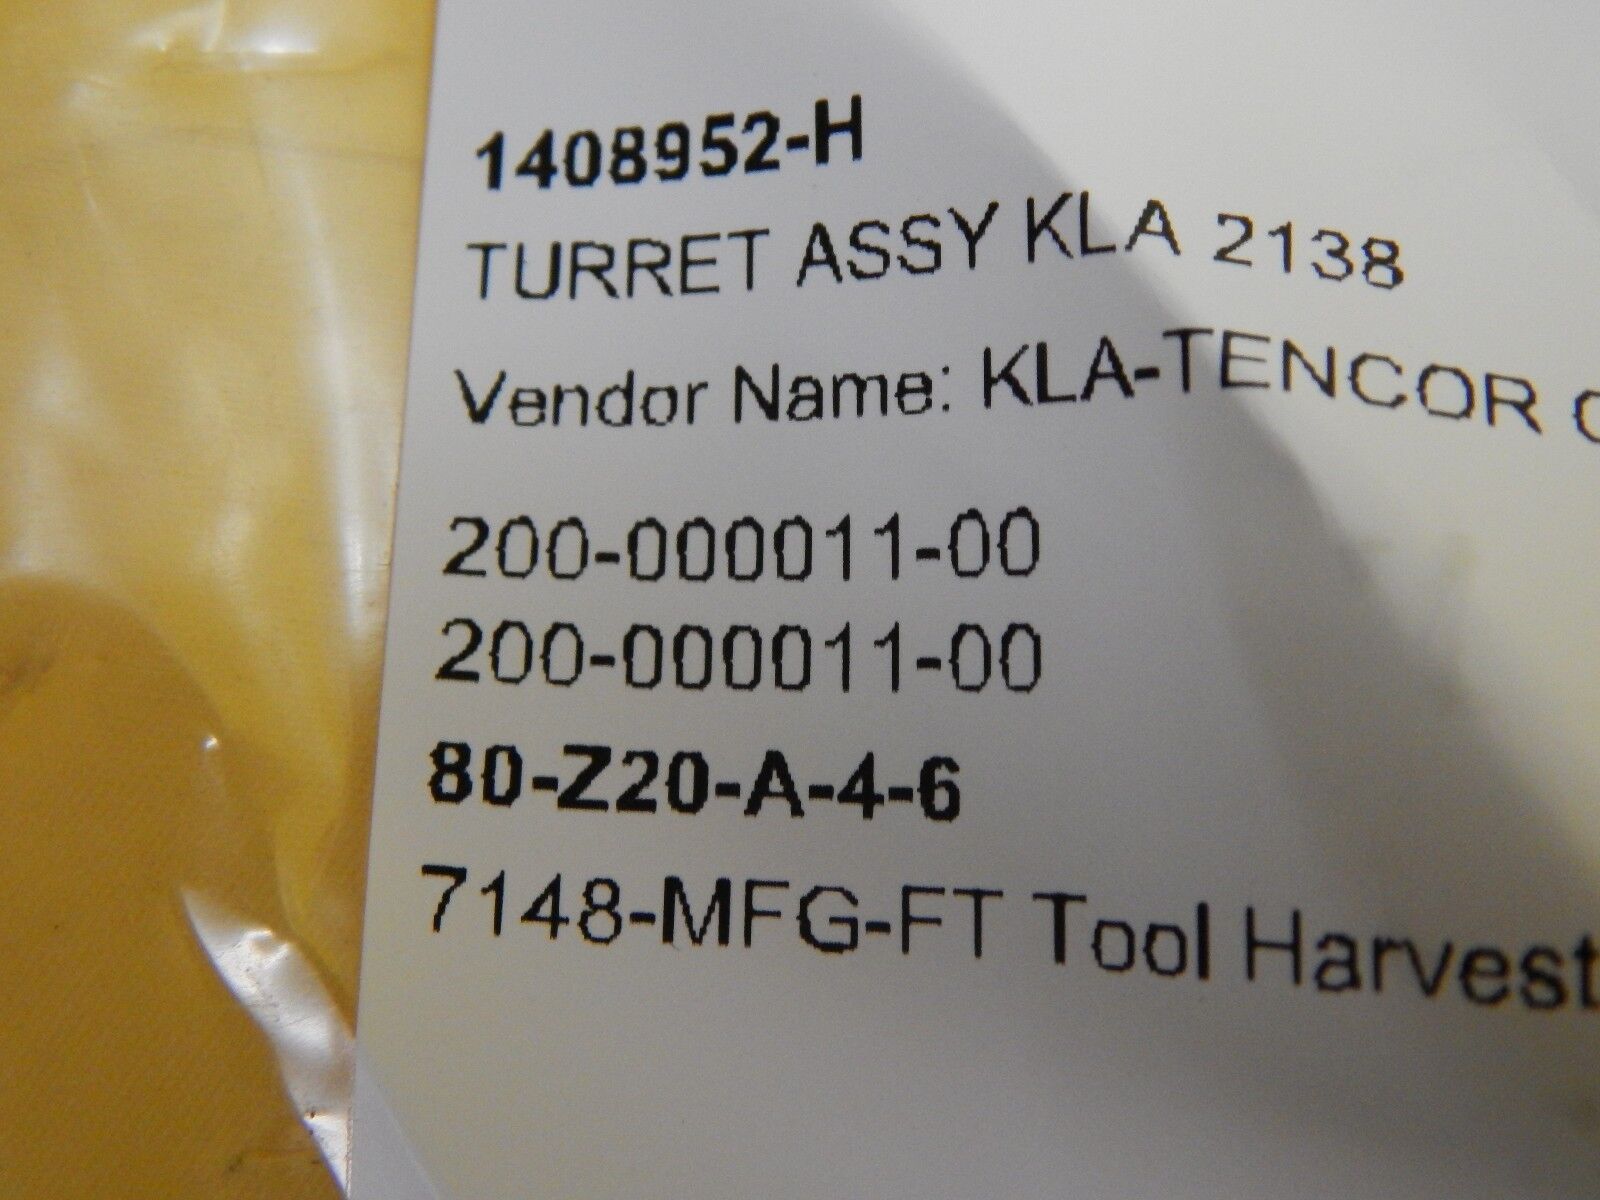 1408952-H
TURRET ASSY KLA 2138
Vendor Name: KLA-TENCOR
200-000011-00
200-000011-00
80-Z20-A-4-6
7148-MFG-FT Tool Harvest